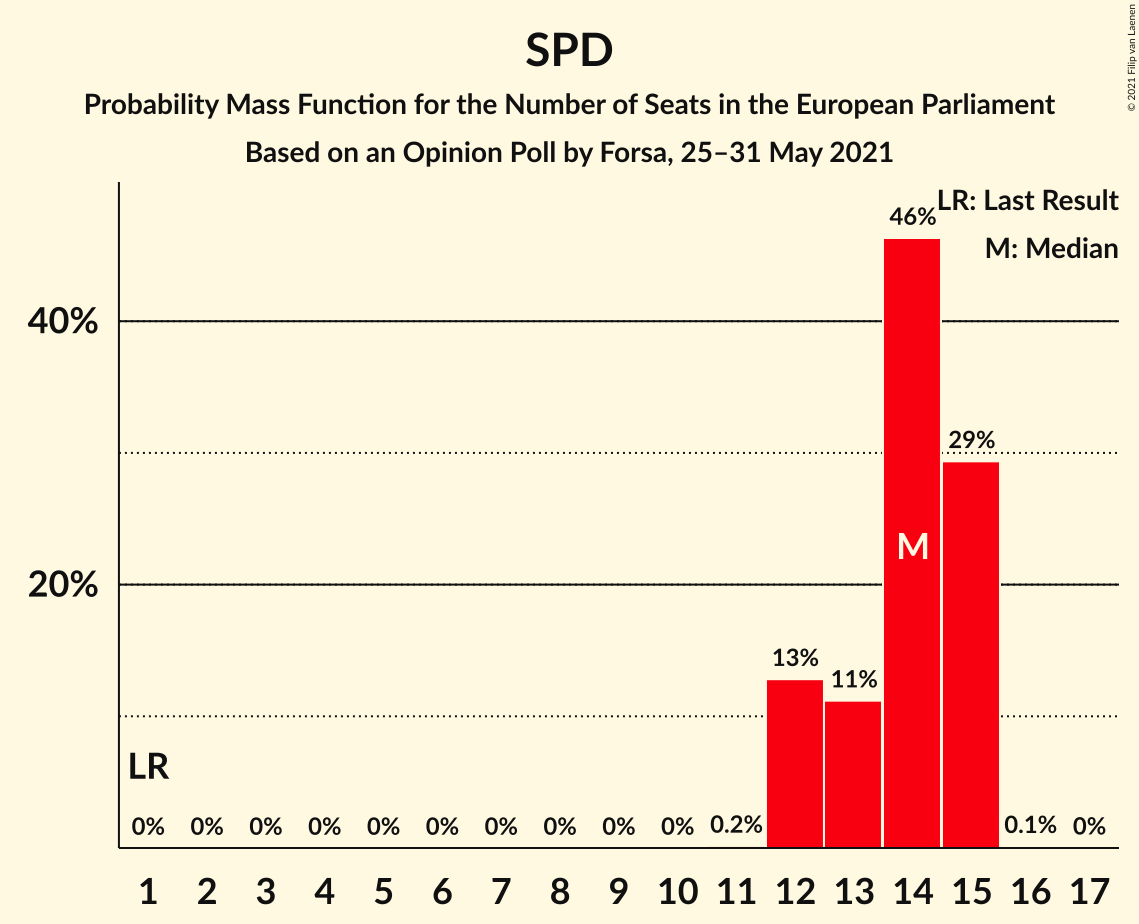 SPD
Probability Mass Function for the Number of Seats in the European Parliament
Based on an Opinion Poll by Forsa, 25–31 May 2021
© 2021 Filip van Laenen
LR: Last Result
M: Median
46%
40%
29%
M
20%
13%
11%
LR
0% 0% 0% 0% 0% 0% 0% 0% 0% 0% 0.2% 0.1% 0%
1 2 3 4 5 6 7 8 9 10 11 12 13 14 15 16 17